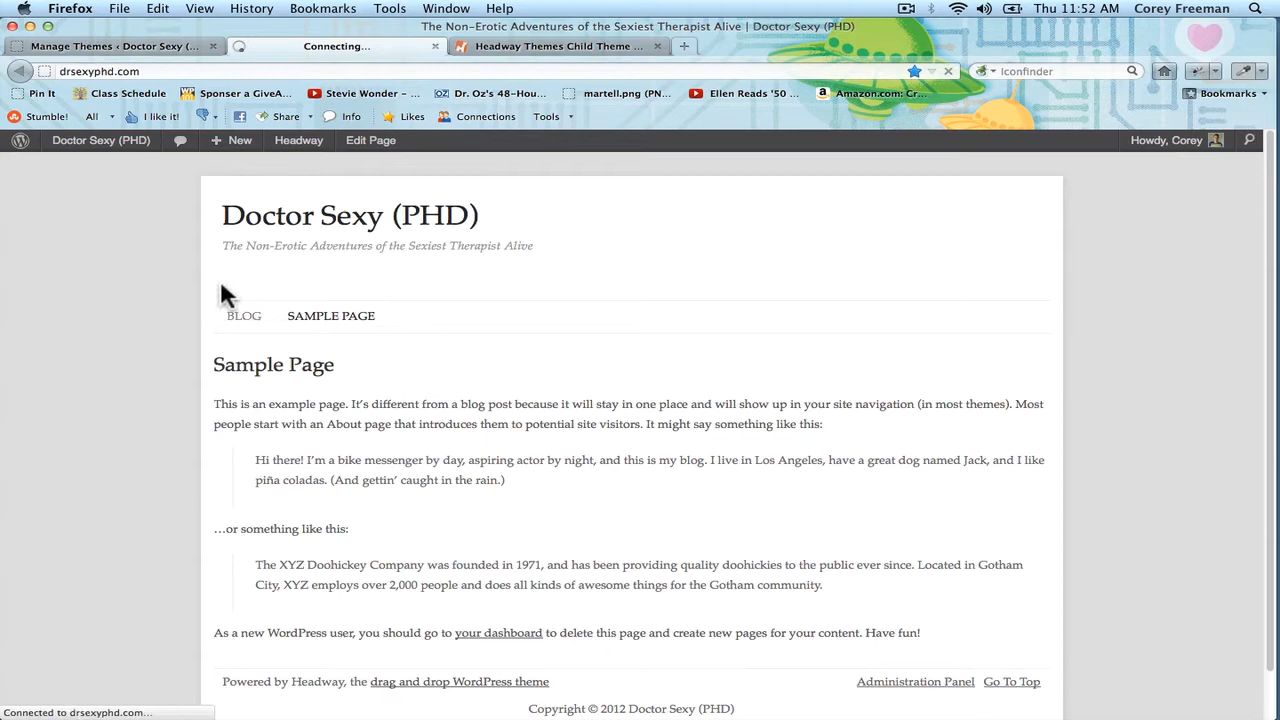 Firefox File Edit View History Bookmarks Tools Window Help Thu 11:52 AM Corey Freeman
The Non-Erotic Adventures of the Sexiest Therapist Alive | Doctor Sexy (PHD)
Manage Themes ‹ Doctor Sexy (... Connecting... Headway Themes Child Theme ...
drsexyphd.com Iconfinder
Pin It Class Schedule Sponser a GiveA... Stevie Wonder – ... Dr. Oz's 48-Hou... martell.png (PN... Ellen Reads '50 ... Amazon.com: Cr... Bookmarks
Stumble! All I like it! Share Info Likes Connections Tools
Doctor Sexy (PHD) New Headway Edit Page Howdy, Corey
Doctor Sexy (PHD)
The Non-Erotic Adventures of the Sexiest Therapist Alive
BLOG SAMPLE PAGE
Sample Page
This is an example page. It's different from a blog post because it will stay in one place and will show up in your site navigation (in most themes). Most
people start with an About page that introduces them to potential site visitors. It might say something like this:
Hi there! I'm a bike messenger by day, aspiring actor by night, and this is my blog. I live in Los Angeles, have a great dog named Jack, and I like
piña coladas. (And gettin' caught in the rain.)
…or something like this:
The XYZ Doohickey Company was founded in 1971, and has been providing quality doohickies to the public ever since. Located in Gotham
City, XYZ employs over 2,000 people and does all kinds of awesome things for the Gotham community.
As a new WordPress user, you should go to your dashboard to delete this page and create new pages for your content. Have fun!
Powered by Headway, the drag and drop WordPress theme Administration Panel Go To Top
Copyright © 2012 Doctor Sexy (PHD)
Connected to drsexyphd.com...